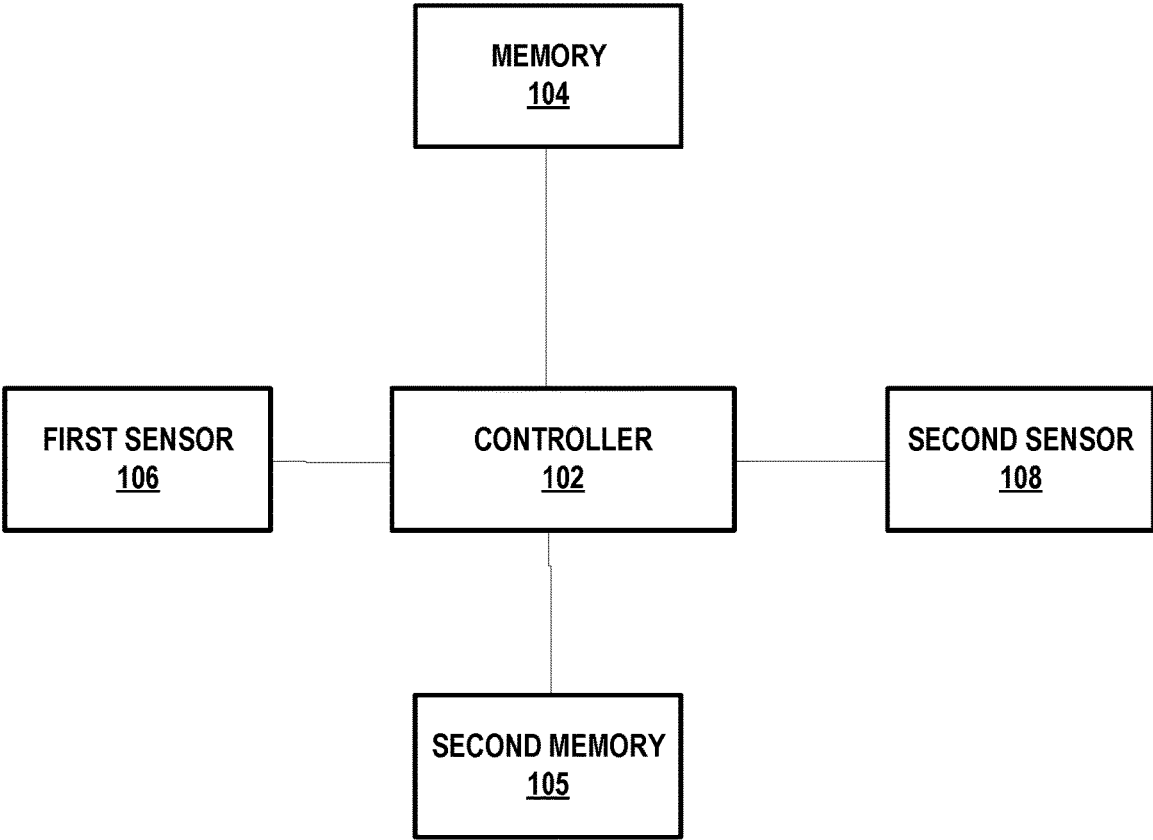 MEMORY
104
FIRST SENSOR
106
CONTROLLER
102
SECOND SENSOR
108
SECOND MEMORY
105